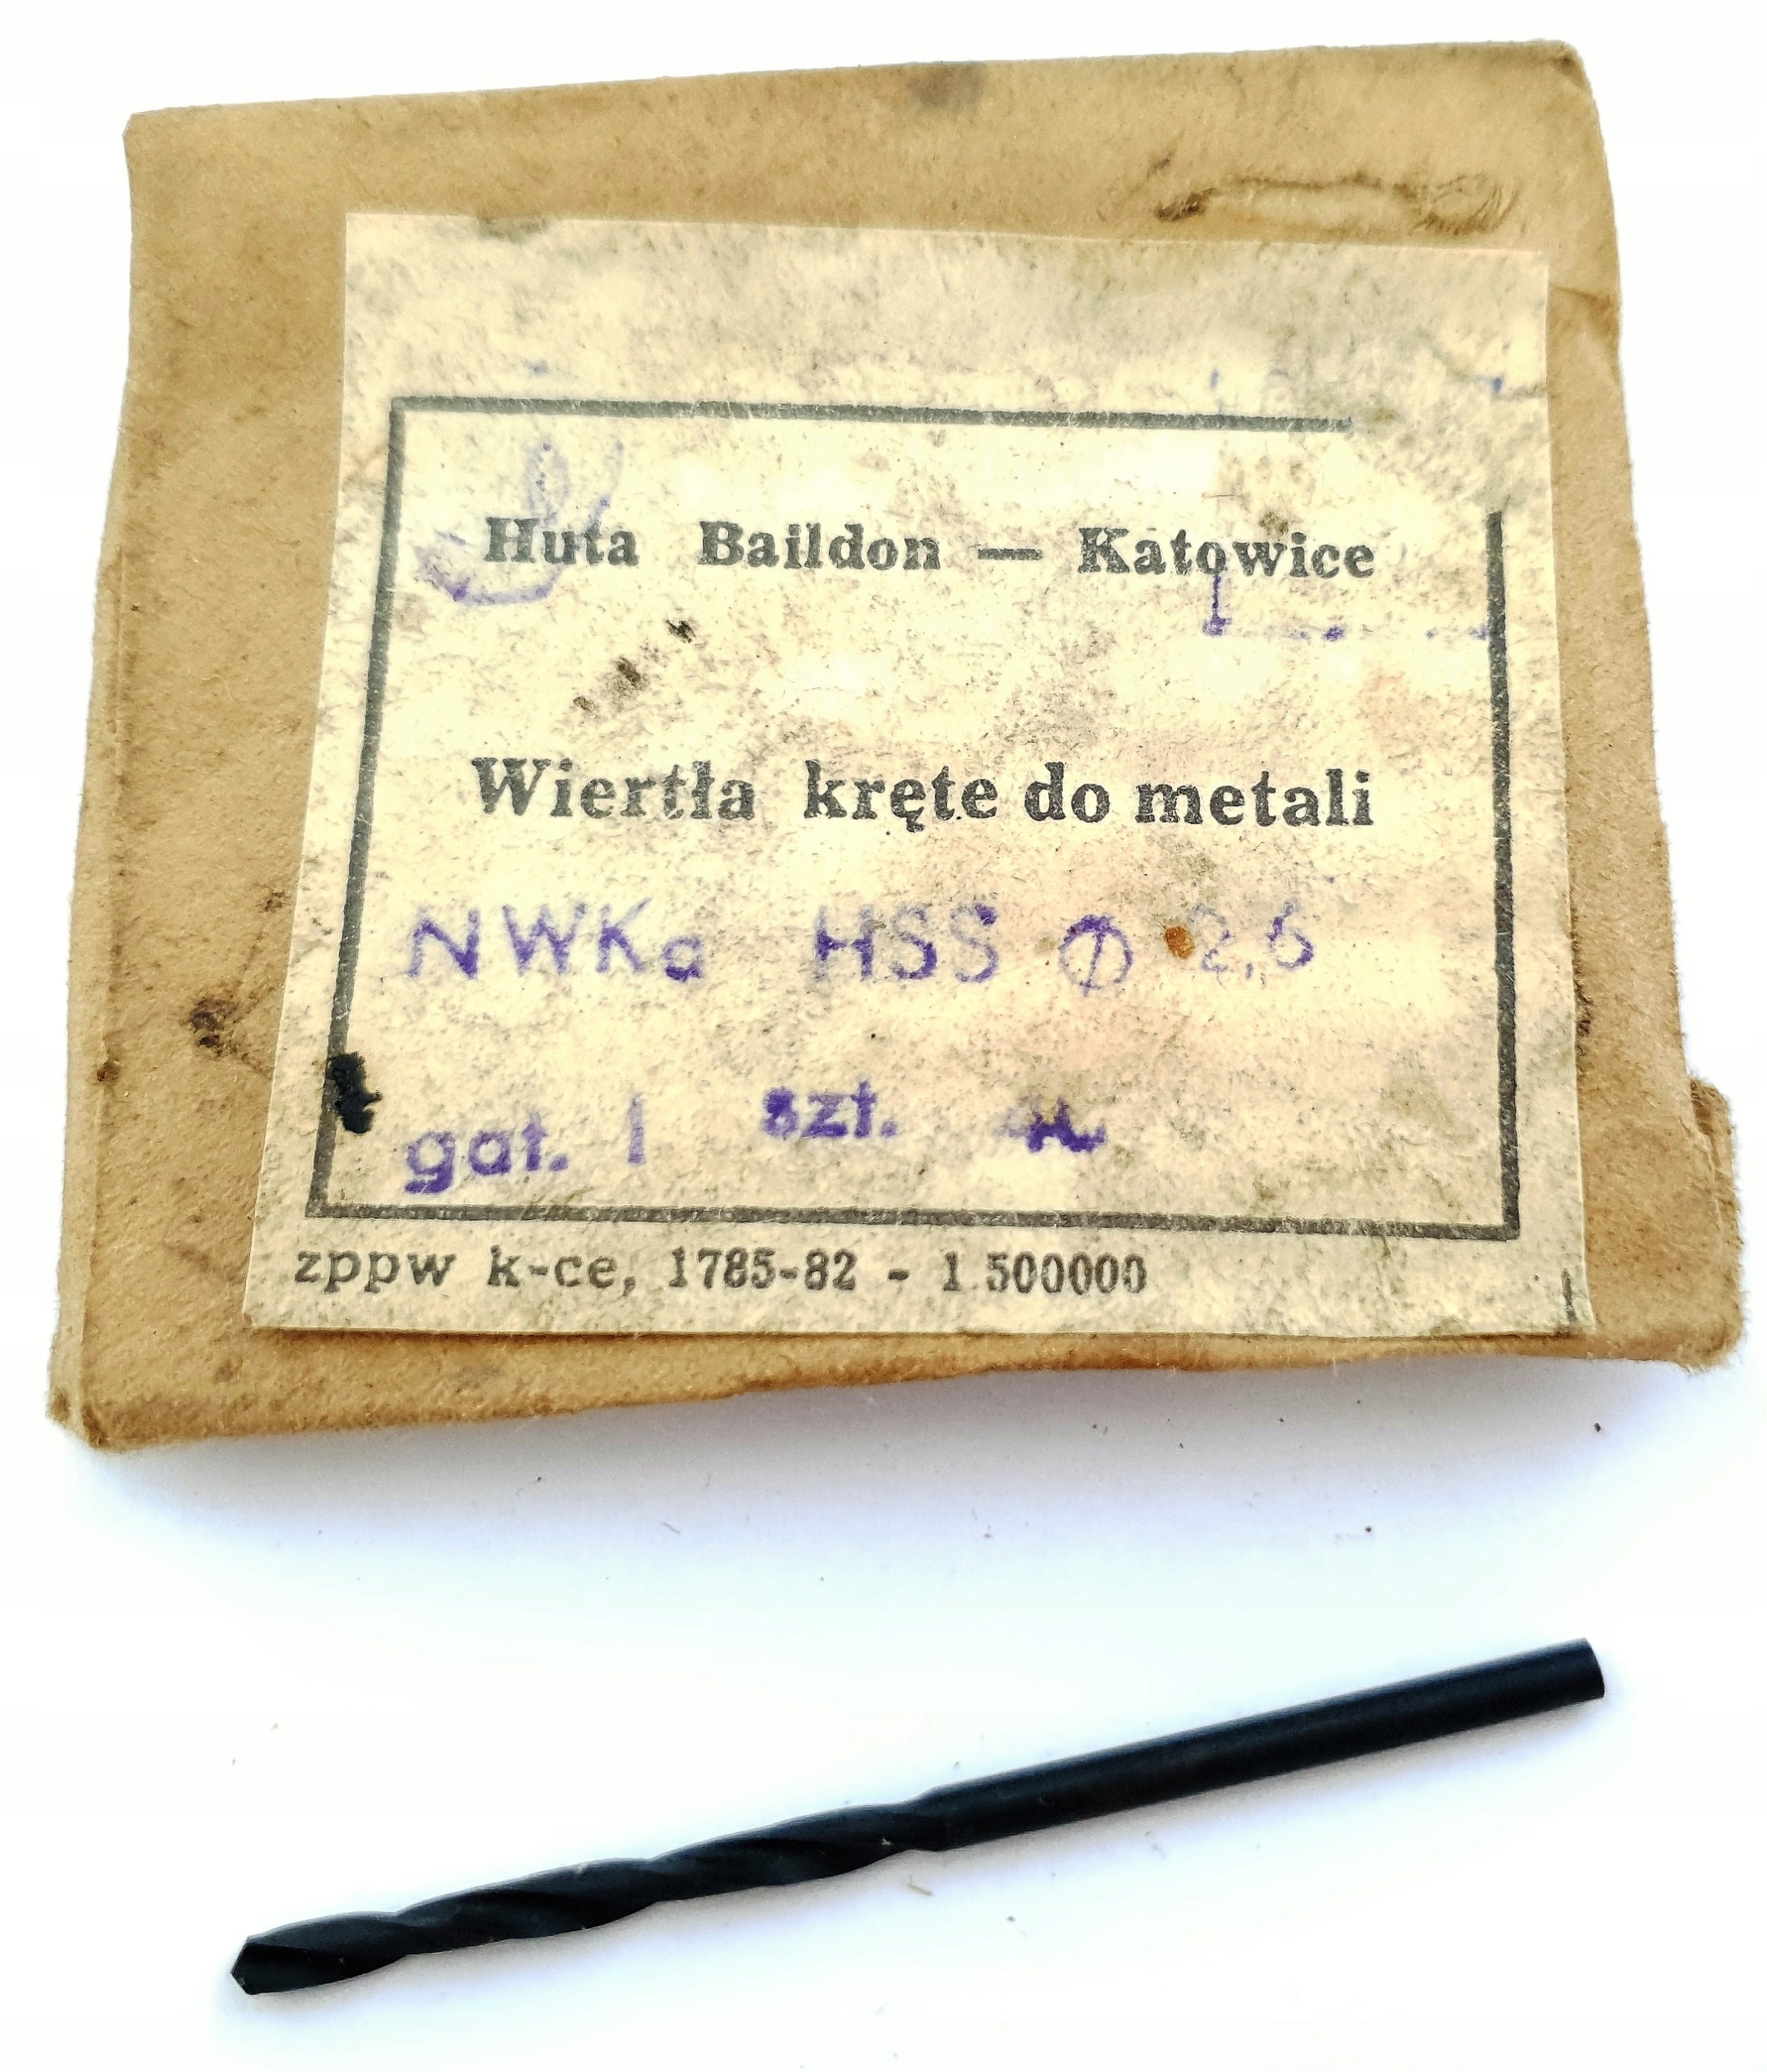 Huta Baildon — Katowice
Wiertła kręte do metali
NWKa HSS ⌀ 2,6
gat. I szt.
zppw k-ce, 1785-82 - 1 500000